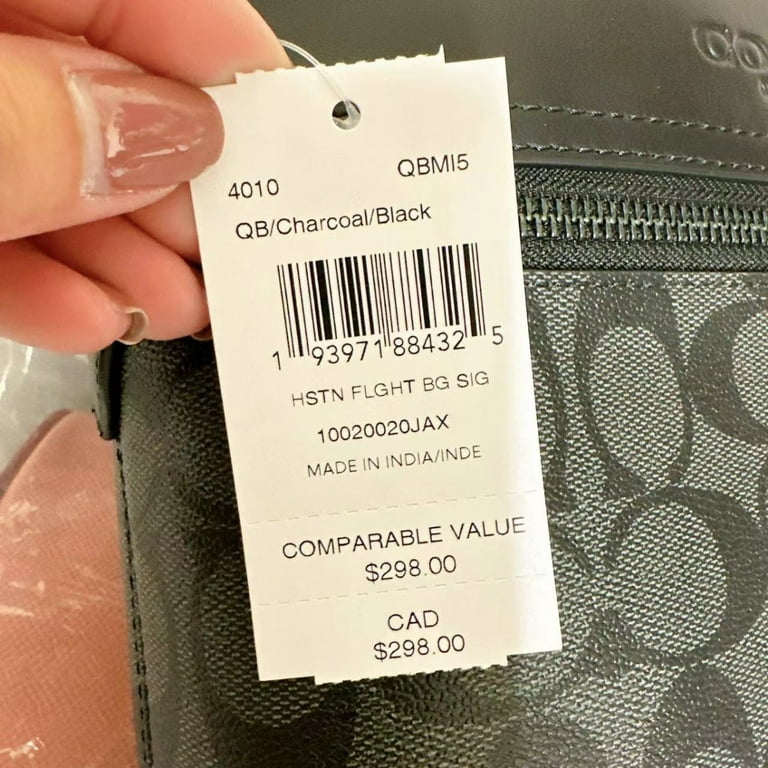 4010 QBMI5
QB/Charcoal/Black
1 93971 88432 5
HSTN FLGHT BG SIG
10020020JAX
MADE IN INDIA/INDE
COMPARABLE VALUE
$298.00
CAD
$298.00